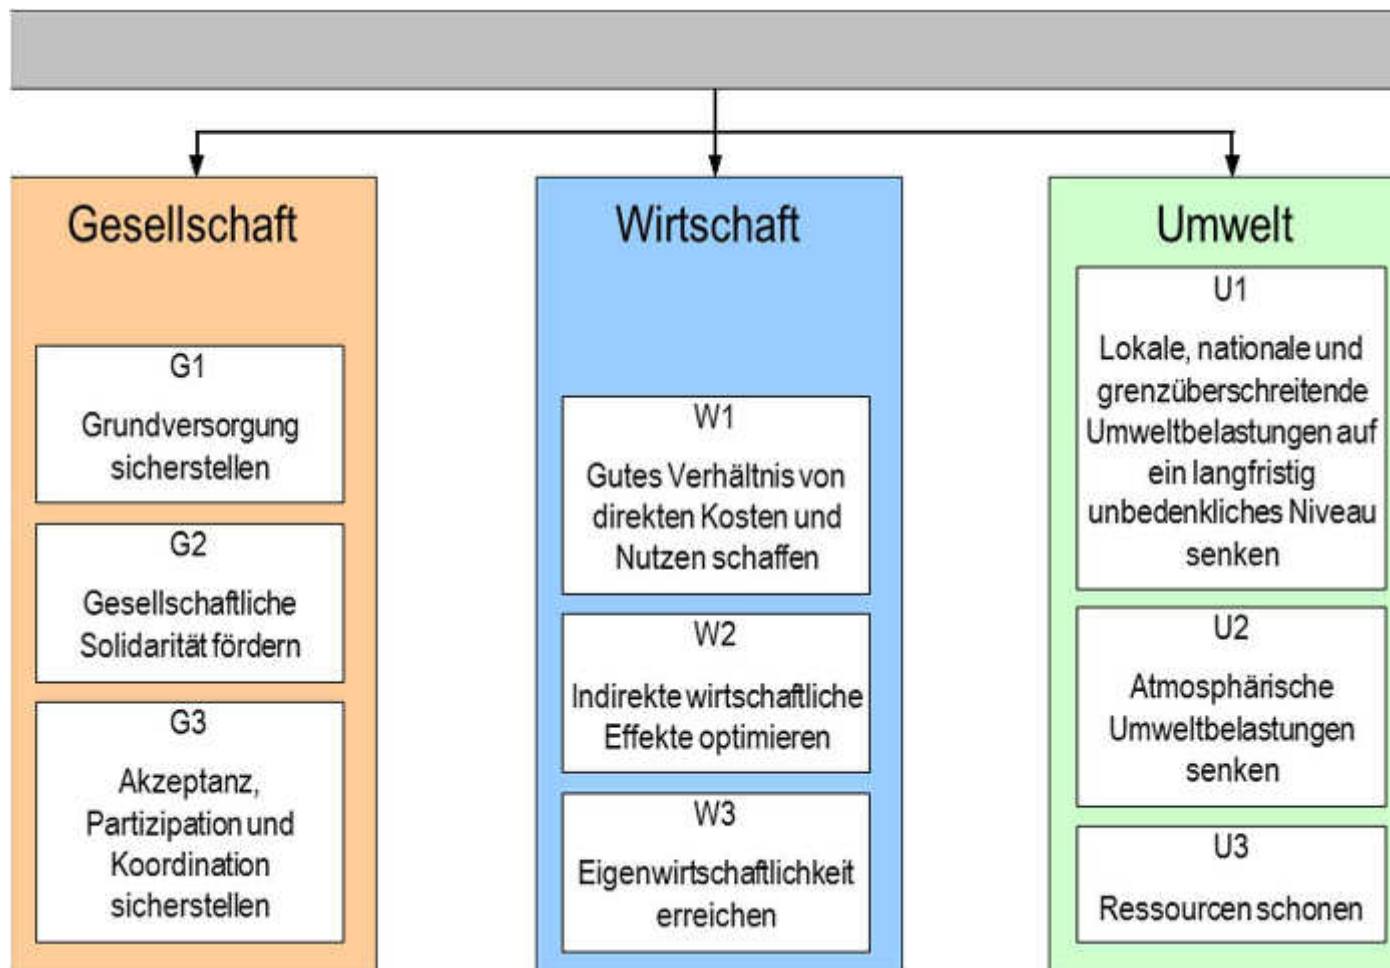 Gesellschaft
G1
Grundversorgung
sicherstellen
G2
Gesellschaftliche
Solidarität fördern
G3
Akzeptanz,
Partizipation und
Koordination
sicherstellen
Wirtschaft
W1
Gutes Verhältnis von
direkten Kosten und
Nutzen schaffen
W2
Indirekte wirtschaftliche
Effekte optimieren
W3
Eigenwirtschaftlichkeit
erreichen
Umwelt
U1
Lokale, nationale und
grenzüberschreitende
Umweltbelastungen auf
ein langfristig
unbedenkliches Niveau
senken
U2
Atmosphärische
Umweltbelastungen
senken
U3
Ressourcen schonen